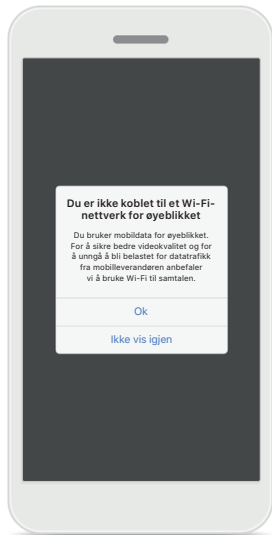 Du er ikke koblet til et Wi-Fi-
nettverk for øyeblikket
Du bruker mobildata for øyeblikket.
For å sikre bedre videokvalitet og for
å unngå å bli belastet for datatrafikk
fra mobilleverandøren anbefaler
vi å bruke Wi-Fi til samtalen.
Ok
Ikke vis igjen